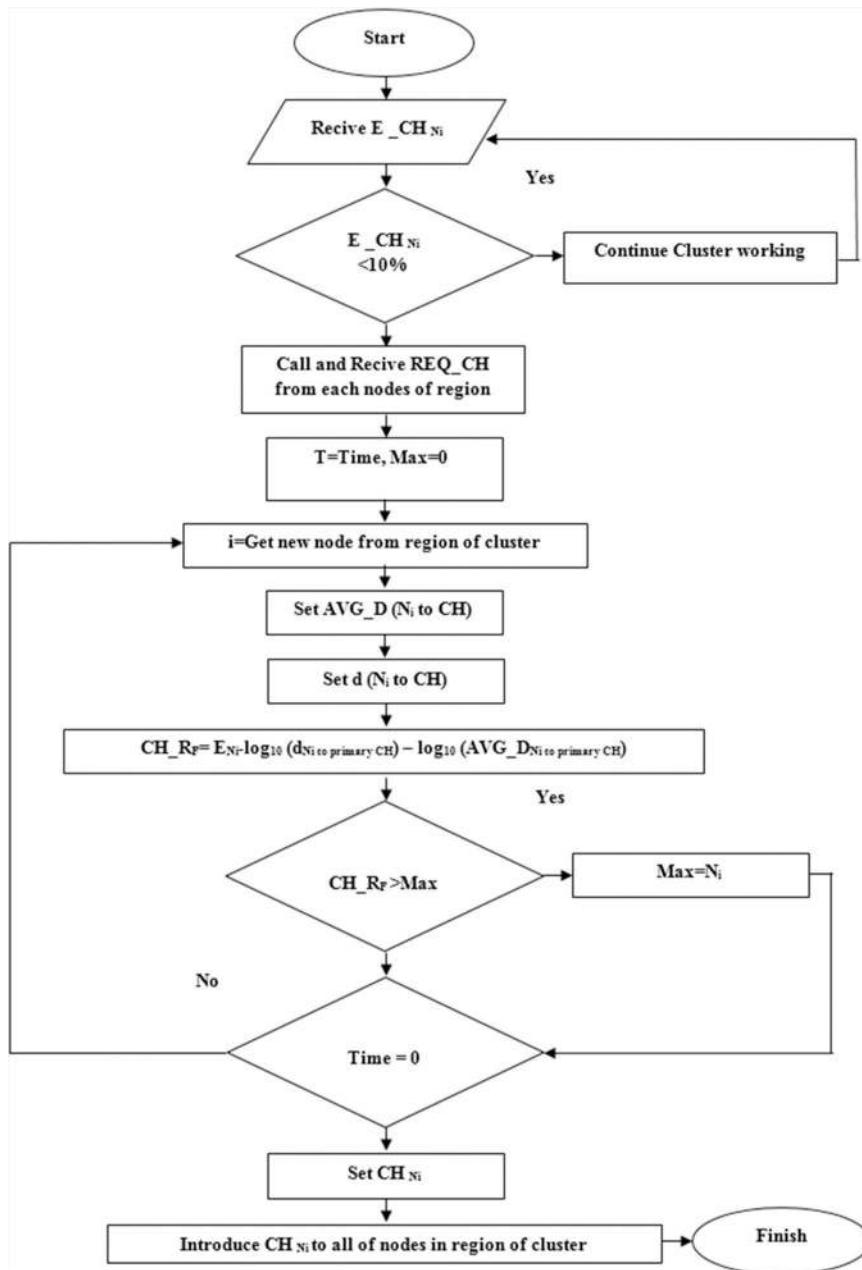 Start
Recive E _CH Ni
Yes
E _CH Ni
<10%
Continue Cluster working
Call and Recive REQ_CH
from each nodes of region
T=Time, Max=0
i=Get new node from region of cluster
Set AVG_D (Ni to CH)
Set d (Ni to CH)
CH_RF= ENi-log10 (dNi to primary CH) – log10 (AVG_DNi to primary CH)
Yes
CH_RF >Max
Max=Ni
No
Time = 0
Set CH Ni
Introduce CH Ni to all of nodes in region of cluster
Finish